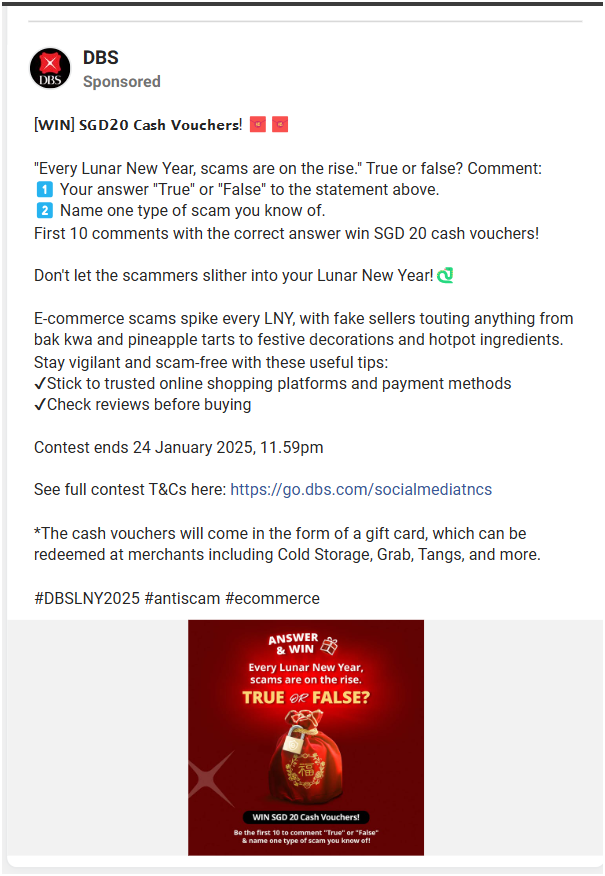 DBS
DBS
Sponsored
[WIN] SGD20 Cash Vouchers! 🧧 🧧
"Every Lunar New Year, scams are on the rise." True or false? Comment:
1️⃣ Your answer "True" or "False" to the statement above.
2️⃣ Name one type of scam you know of.
First 10 comments with the correct answer win SGD 20 cash vouchers!
Don't let the scammers slither into your Lunar New Year! 🐍
E-commerce scams spike every LNY, with fake sellers touting anything from
bak kwa and pineapple tarts to festive decorations and hotpot ingredients.
Stay vigilant and scam-free with these useful tips:
✓Stick to trusted online shopping platforms and payment methods
✓Check reviews before buying
Contest ends 24 January 2025, 11.59pm
See full contest T&Cs here: https://go.dbs.com/socialmediatncs
*The cash vouchers will come in the form of a gift card, which can be
redeemed at merchants including Cold Storage, Grab, Tangs, and more.
#DBSLNY2025 #antiscam #ecommerce
ANSWER
& WIN
Every Lunar New Year,
scams are on the rise.
TRUE OR FALSE?
福
WIN SGD 20 Cash Vouchers!
Be the first 10 to comment "True" or "False"
& name one type of scam you know of!